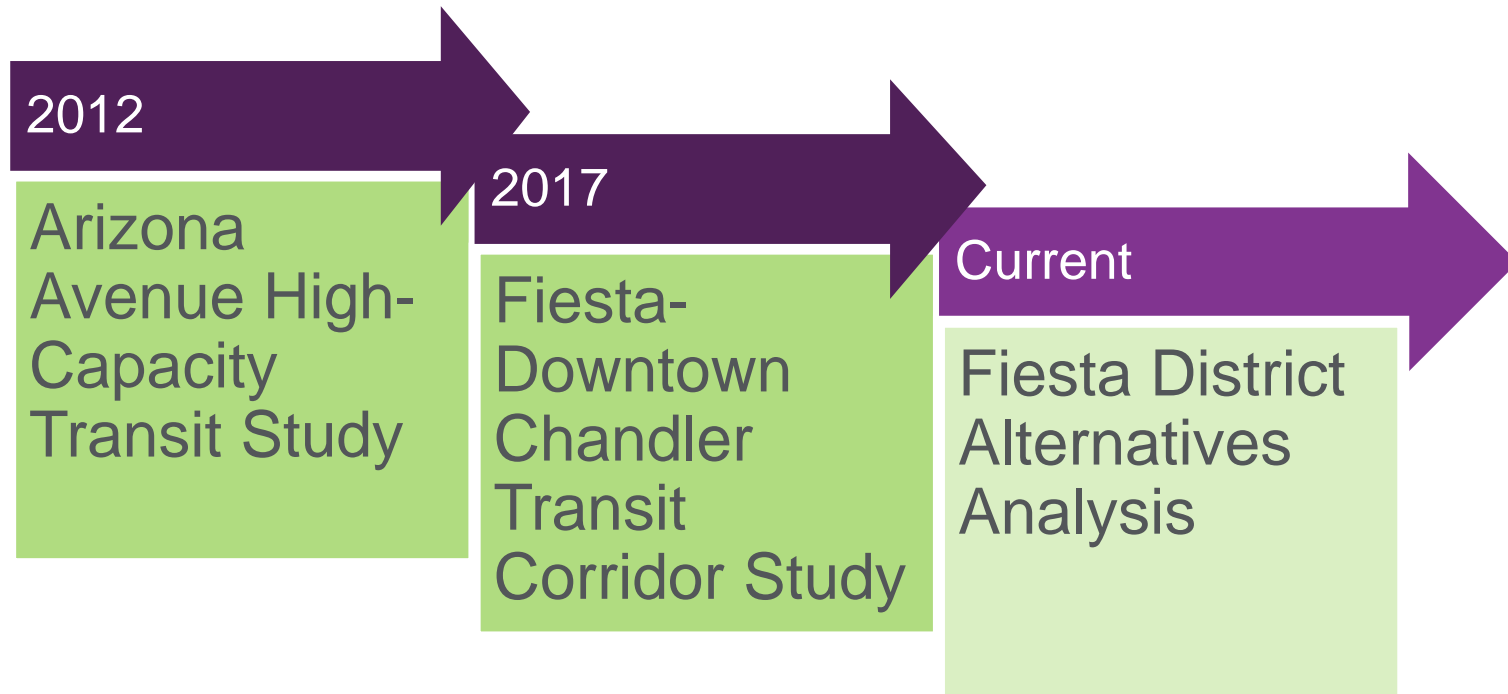 2012
Arizona
Avenue High-
Capacity
Transit Study
2017
Fiesta-
Downtown
Chandler
Transit
Corridor Study
Current
Fiesta District
Alternatives
Analysis